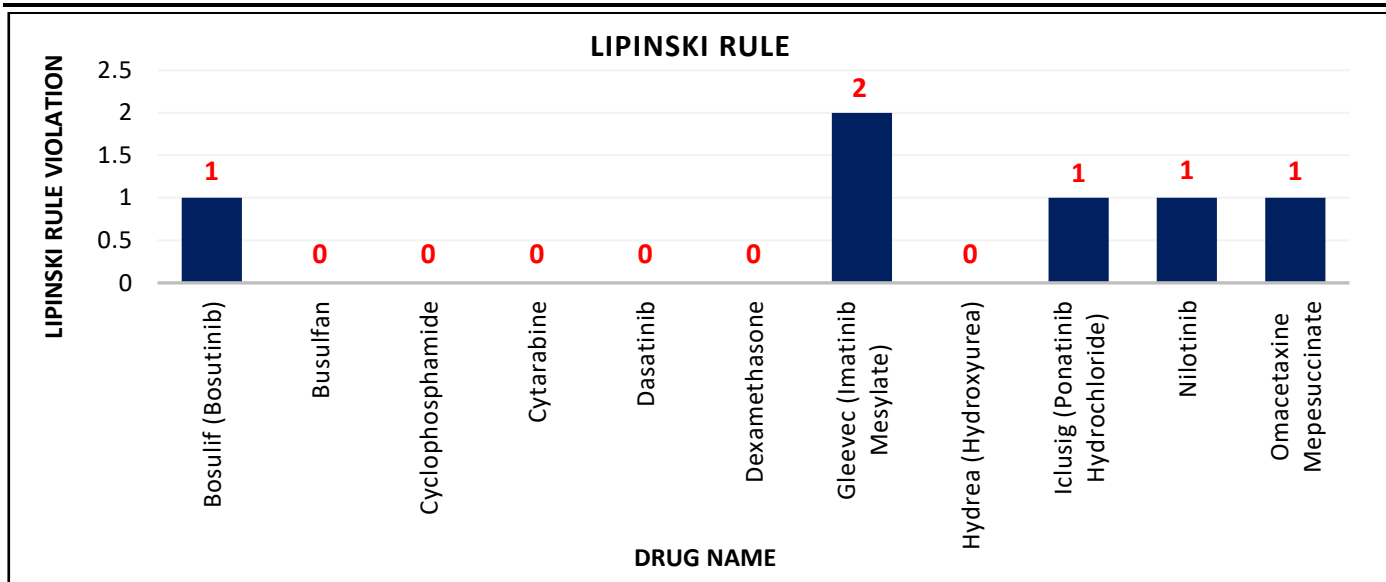 LIPINSKI RULE
LIPINSKI RULE VIOLATION
2.5
2
1.5
1
0.5
0
1
0
0
0
0
0
2
0
1
1
1
Bosulif (Bosutinib)
Busulfan
Cyclophosphamide
Cytarabine
Dasatinib
Dexamethasone
Gleevec (Imatinib
Mesylate)
Hydrea (Hydroxyurea)
Iclusig (Ponatinib
Hydrochloride)
Nilotinib
Omacetaxine
Mepesuccinate
DRUG NAME